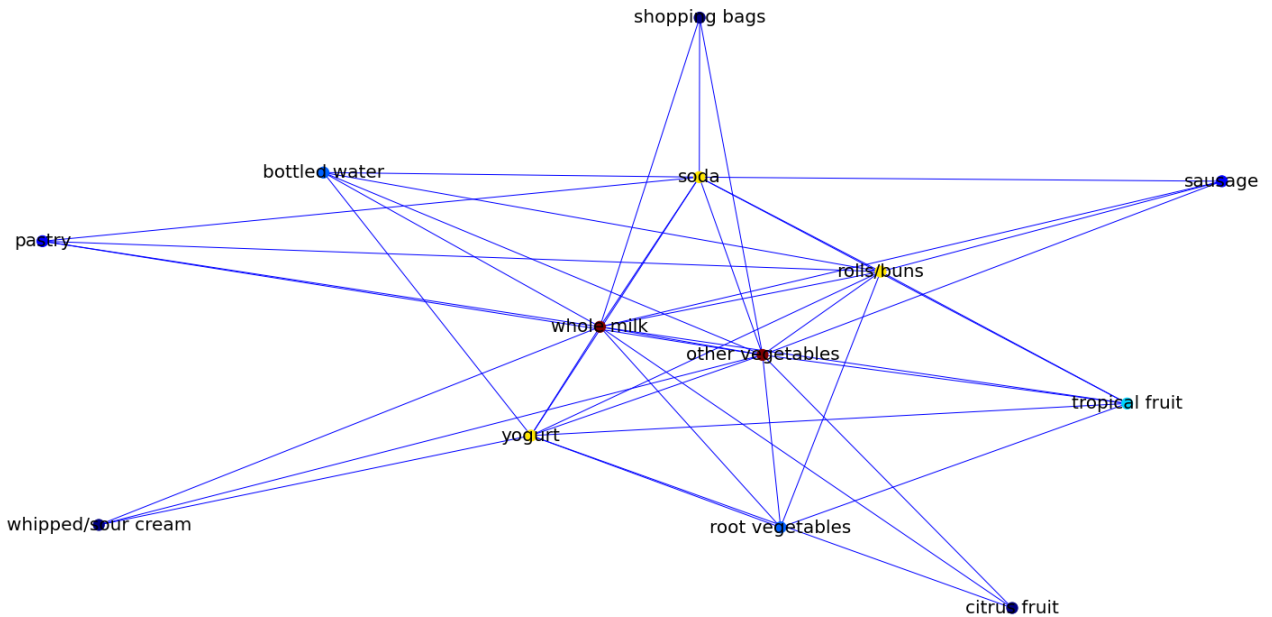 shopping bags
bottled water
soda
sausage
pastry
rolls/buns
whole milk
other vegetables
tropical fruit
yogurt
whipped/sour cream
root vegetables
citrus fruit